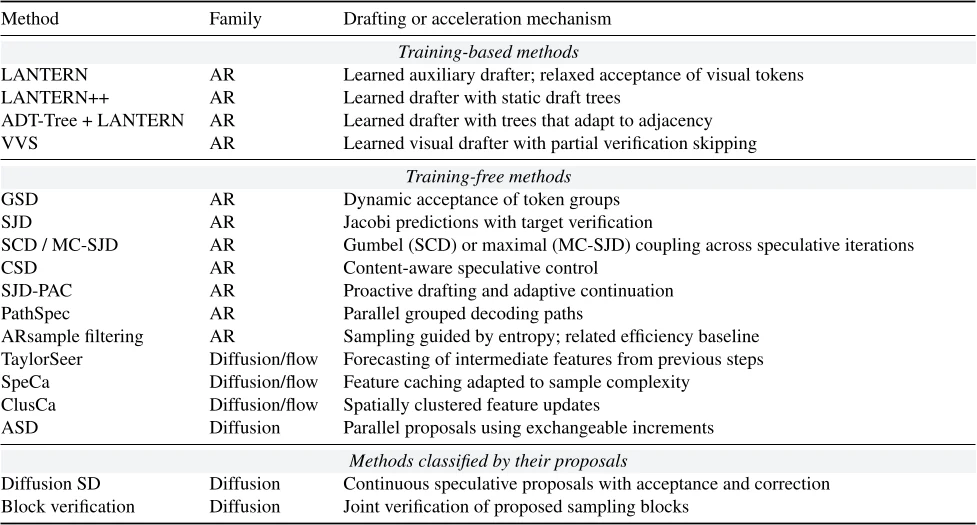 Method Family Drafting or acceleration mechanism
Training-based methods
LANTERN AR Learned auxiliary drafter; relaxed acceptance of visual tokens
LANTERN++ AR Learned drafter with static draft trees
ADT-Tree + LANTERN AR Learned drafter with trees that adapt to adjacency
VVS AR Learned visual drafter with partial verification skipping
Training-free methods
GSD AR Dynamic acceptance of token groups
SJD AR Jacobi predictions with target verification
SCD / MC-SJD AR Gumbel (SCD) or maximal (MC-SJD) coupling across speculative iterations
CSD AR Content-aware speculative control
SJD-PAC AR Proactive drafting and adaptive continuation
PathSpec AR Parallel grouped decoding paths
ARsample filtering AR Sampling guided by entropy; related efficiency baseline
TaylorSeer Diffusion/flow Forecasting of intermediate features from previous steps
SpeCa Diffusion/flow Feature caching adapted to sample complexity
ClusCa Diffusion/flow Spatially clustered feature updates
ASD Diffusion Parallel proposals using exchangeable increments
Methods classified by their proposals
Diffusion SD Diffusion Continuous speculative proposals with acceptance and correction
Block verification Diffusion Joint verification of proposed sampling blocks